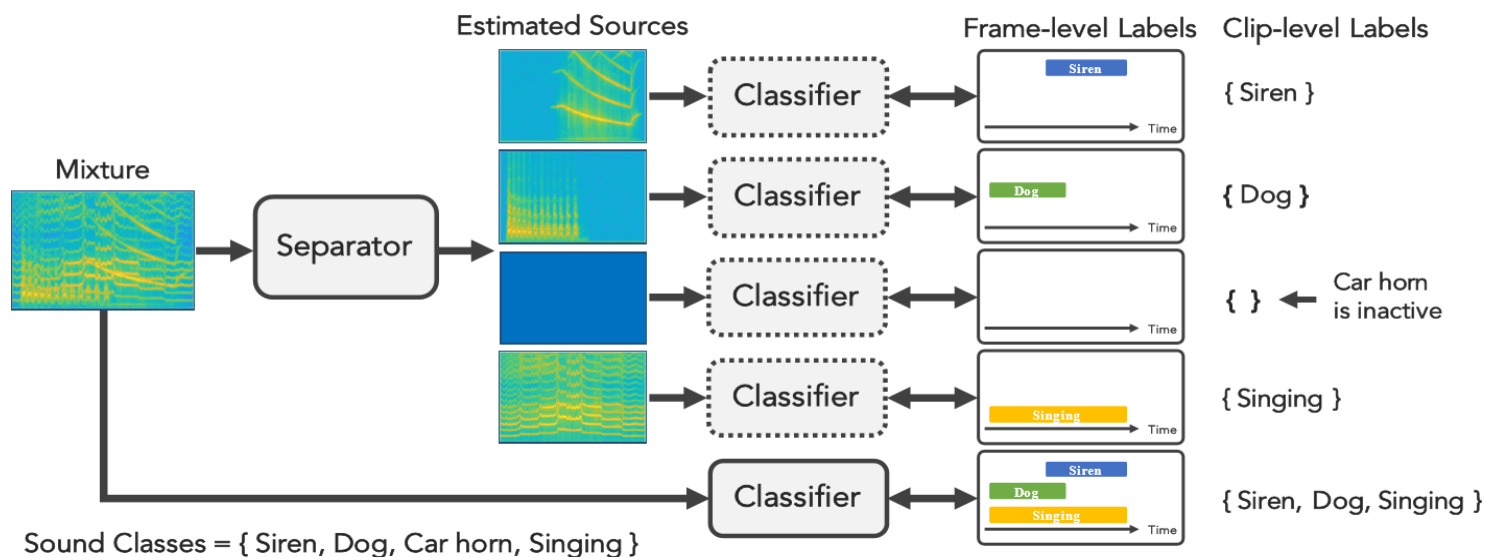 Estimated Sources
Frame-level Labels
Clip-level Labels
Mixture
Separator
Classifier
Siren
Time
{ Siren }
Classifier
Dog
Time
{ Dog }
Classifier
Time
{ }
Car horn
is inactive
Classifier
Singing
Time
{ Singing }
Classifier
Siren
Dog
Singing
Time
{ Siren, Dog, Singing }
Sound Classes = { Siren, Dog, Car horn, Singing }